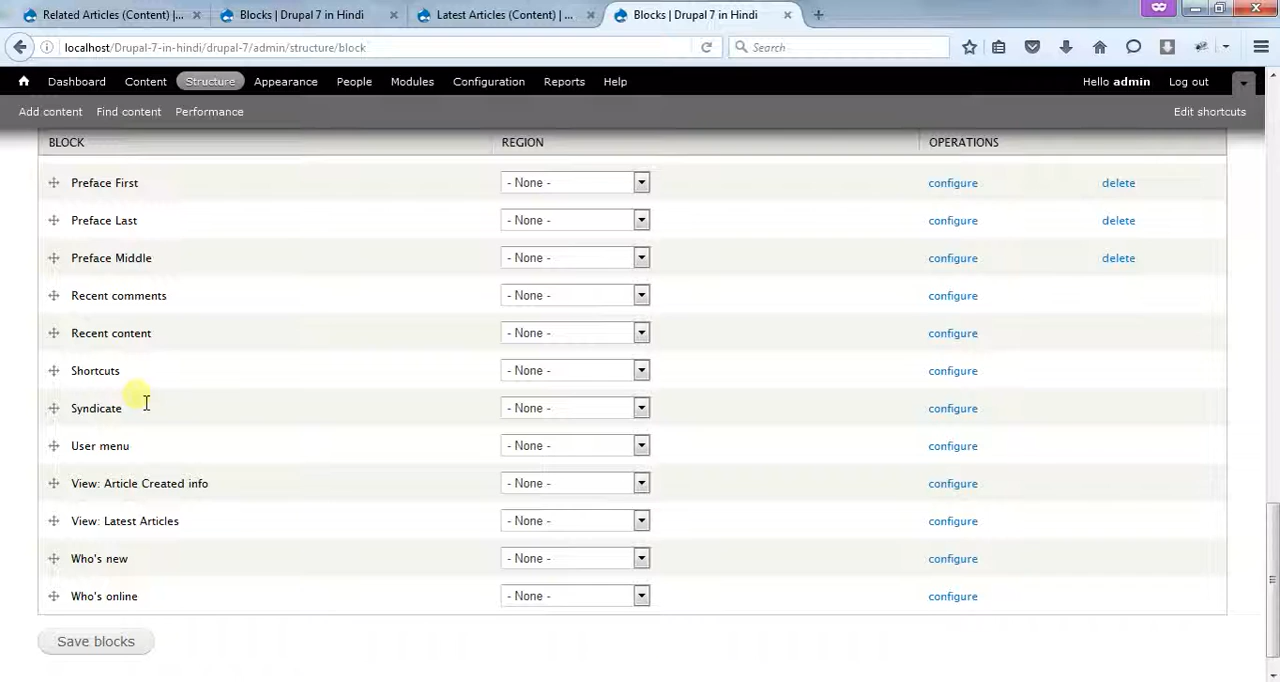 Related Articles (Content) |...
Blocks | Drupal 7 in Hindi
Latest Articles (Content) | ...
Blocks | Drupal 7 in Hindi
localhost/Drupal-7-in-hindi/drupal-7/admin/structure/block
Search
Dashboard Content Structure Appearance People Modules Configuration Reports Help Hello admin Log out
Add content Find content Performance Edit shortcuts
BLOCK REGION OPERATIONS
Preface First - None - configure delete
Preface Last - None - configure delete
Preface Middle - None - configure delete
Recent comments - None - configure
Recent content - None - configure
Shortcuts - None - configure
Syndicate - None - configure
User menu - None - configure
View: Article Created info - None - configure
View: Latest Articles - None - configure
Who's new - None - configure
Who's online - None - configure
Save blocks